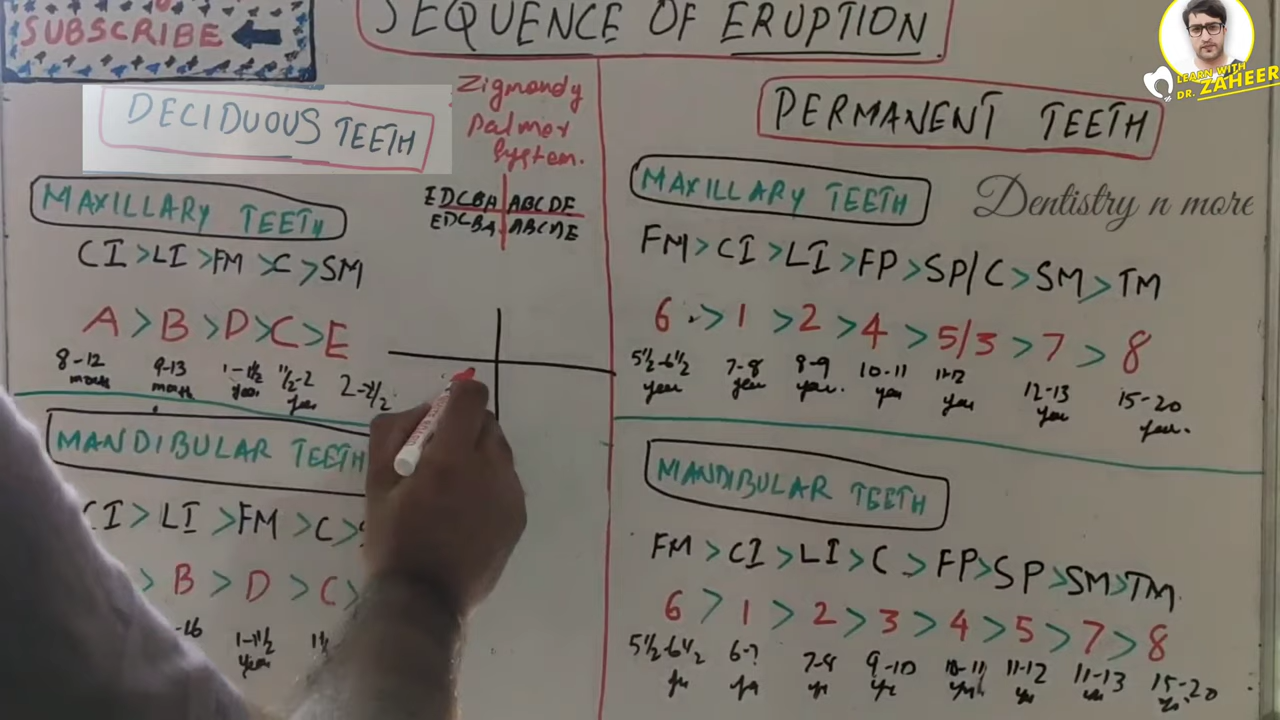 SUBSCRIBE
SEQUENCE OF ERUPTION
LEARN WITH
DR. ZAHEER
DECIDUOUS TEETH
Zigmondy
Palmer
System.
EDCBA ABCDE
EDCBA ABCDE
MAXILLARY TEETH
CI > LI > FM > C > SM
A > B > D > C > E
8-12 9-13 1-1½ 1½-2
month month year year
MANDIBULAR TEETH
CI > LI > FM > C >
> B > D > C >
-16 1-1½
year
PERMANENT TEETH
Dentistry n more
MAXILLARY TEETH
FM > CI > LI > FP > SP/C > SM > TM
6 > 1 > 2 > 4 > 5/3 > 7 > 8
5½-6½ 7-8 8-9 10-11 11-12 12-13 15-20
year year year year year year.
MANDIBULAR TEETH
FM > CI > LI > C > FP > SP > SM > TM
6 > 1 > 2 > 3 > 4 > 5 > 7 > 8
5½-6½ 6-7 7-8 9-10 10-11 11-12 11-13 15-20